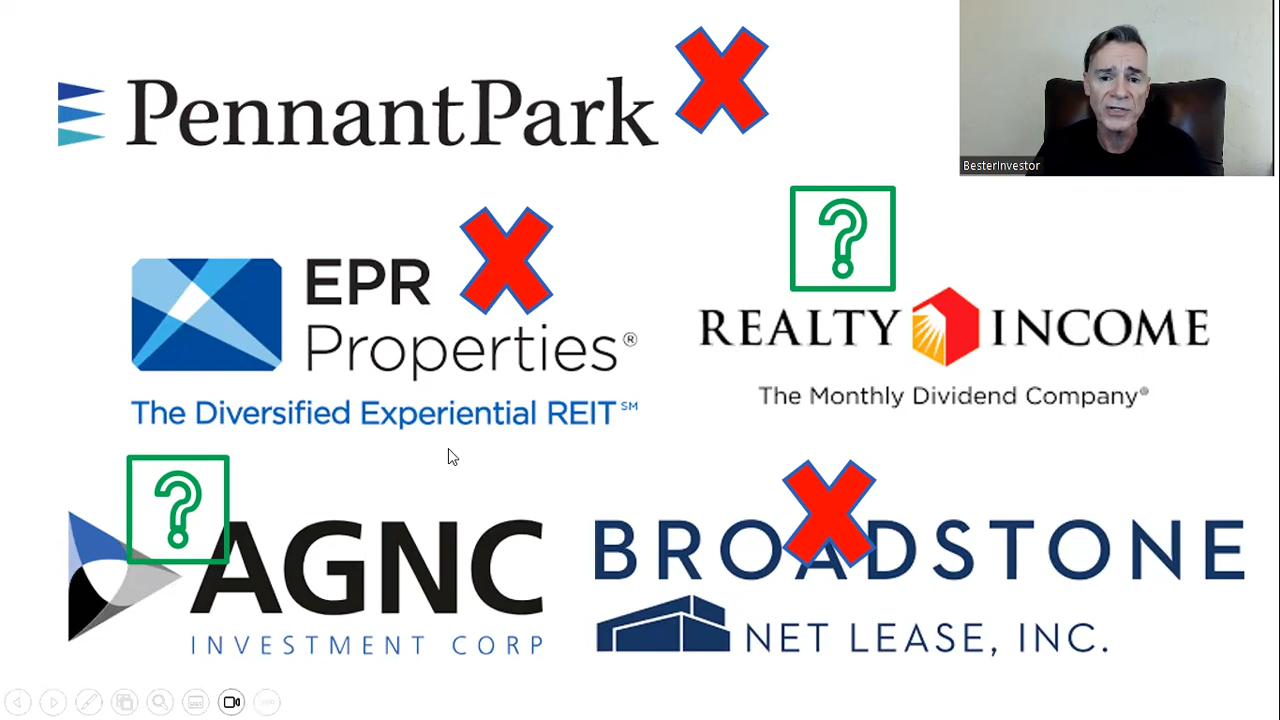 PennantPark
BesterInvestor
?
EPR
Properties®
The Diversified Experiential REIT℠
?
REALTY INCOME
The Monthly Dividend Company®
?
AGNC
INVESTMENT CORP
BROADSTONE
NET LEASE, INC.